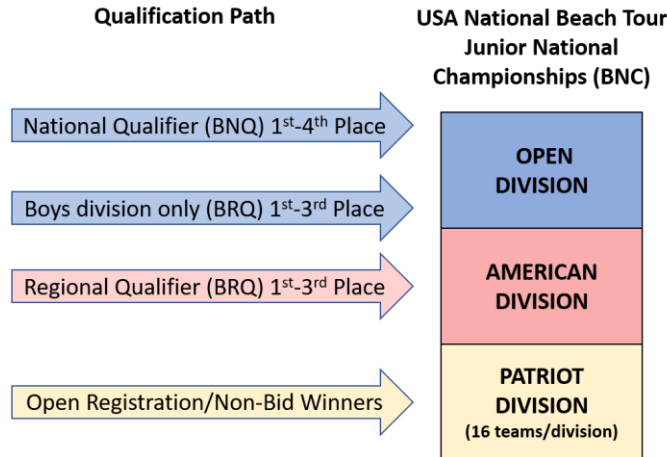 Qualification Path
USA National Beach Tour
Junior National
Championships (BNC)
National Qualifier (BNQ) 1st-4th Place
OPEN
DIVISION
Boys division only (BRQ) 1st-3rd Place
Regional Qualifier (BRQ) 1st-3rd Place
AMERICAN
DIVISION
Open Registration/Non-Bid Winners
PATRIOT
DIVISION
(16 teams/division)